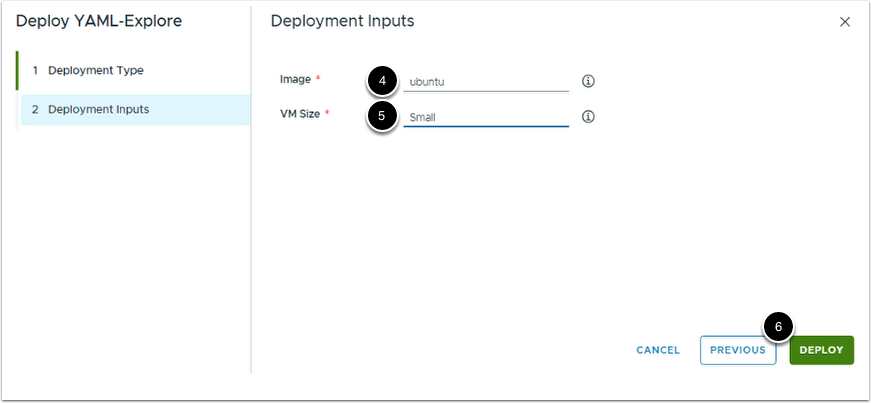 Deploy YAML-Explore
1 Deployment Type
2 Deployment Inputs
Deployment Inputs
Image * 4 ubuntu
VM Size * 5 Small
6
CANCEL PREVIOUS DEPLOY